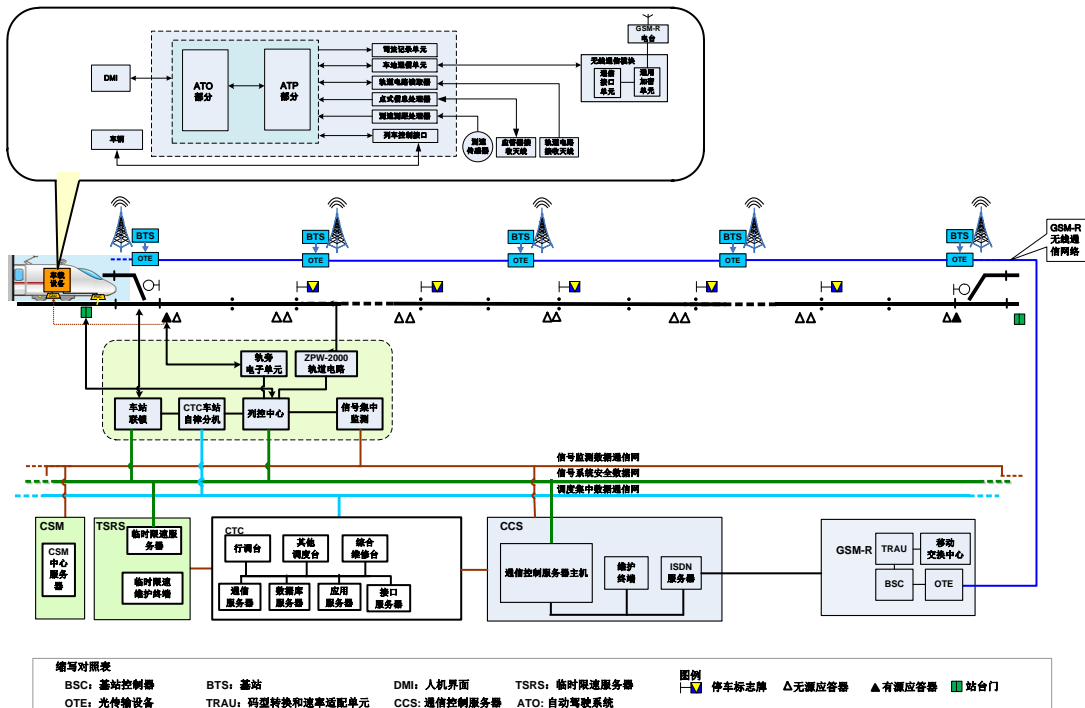 GSM-R
电台
司法记录单元
车地通信单元
轨道电路读取器
点式信息处理器
测速测距处理器
列车控制接口
DMI
ATO
部分
ATP
部分
无线通信模块
通信
接口
单元
通用
加密
单元
车辆
测速
传感器
应答器接
收天线
轨道电路
接收天线
BTS
BTS
BTS
BTS
BTS
OTE
OTE
OTE
OTE
OTE
GSM-R
无线通
信网络
车载
设备
轨旁
电子单元
ZPW-2000
轨道电路
车站
联锁
CTC车站
自律分机
列控中心
信号集中
监测
信号监测数据通信网
信号系统安全数据网
调度集中数据通信网
CSM
CSM
中心
服务
器
TSRS
临时限速服
务器
临时限速
维护终端
CTC
行调台
其他
调度台
综合
维修台
通信
服务器
数据库
服务器
应用
服务器
接口
服务器
CCS
通信控制服务器主机
维护
终端
ISDN
服务器
GSM-R
TRAU
移动
交换中心
BSC
OTE
缩写对照表
BSC：基站控制器
BTS：基站
DMI：人机界面
TSRS：临时限速服务器
OTE：光传输设备
TRAU：码型转换和速率适配单元
CCS: 通信控制服务器
ATO: 自动驾驶系统
图例
停车标志牌
无源应答器
有源应答器
站台门